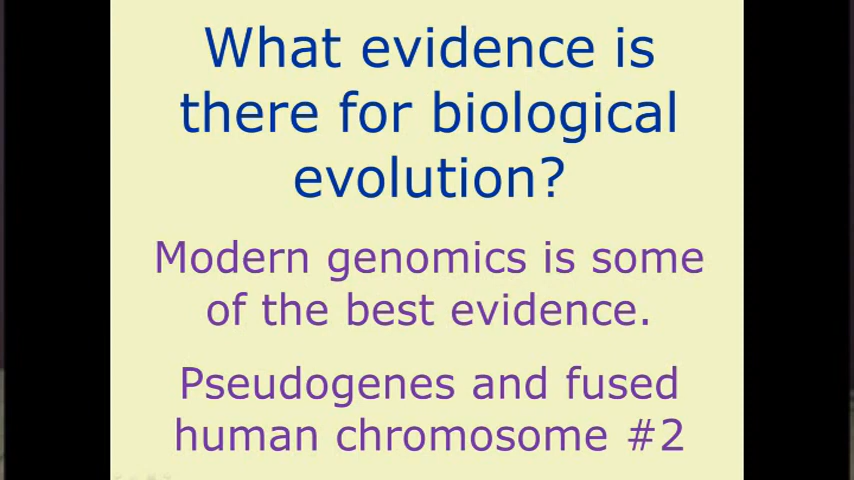 What evidence is
there for biological
evolution?
Modern genomics is some
of the best evidence.
Pseudogenes and fused
human chromosome #2